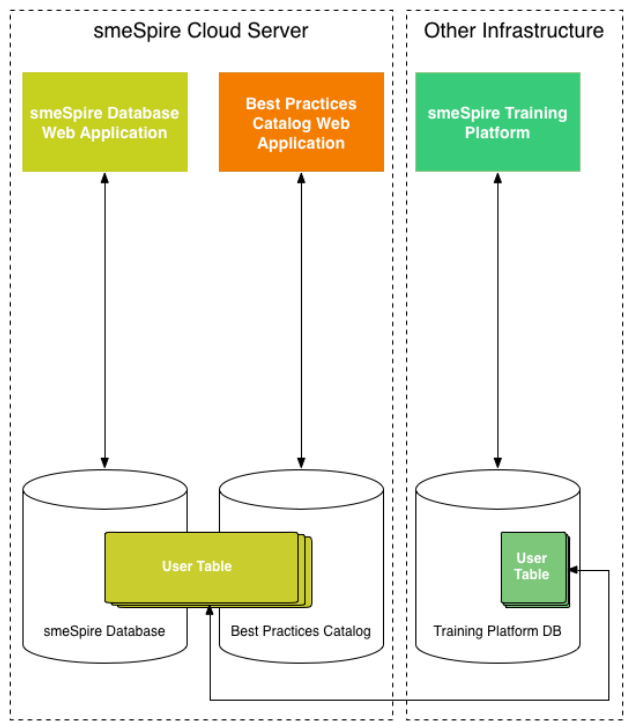 smeSpire Cloud Server
Other Infrastructure
smeSpire Database
Web Application
Best Practices
Catalog Web
Application
smeSpire Training
Platform
User Table
User
Table
smeSpire Database
Best Practices Catalog
Training Platform DB